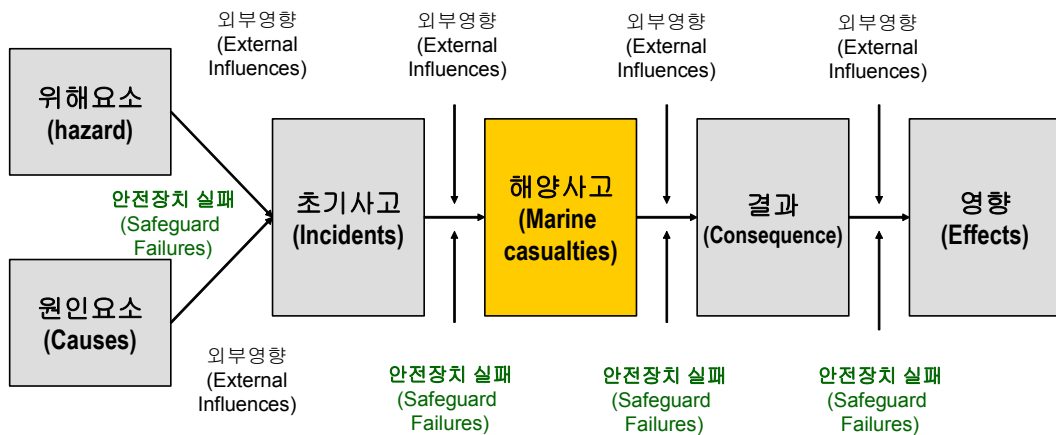 외부영향
(External
Influences)
외부영향
(External
Influences)
외부영향
(External
Influences)
외부영향
(External
Influences)
위해요소
(hazard)
안전장치 실패
(Safeguard
Failures)
원인요소
(Causes)
초기사고
(Incidents)
해양사고
(Marine
casualties)
결과
(Consequence)
영향
(Effects)
외부영향
(External
Influences)
안전장치 실패
(Safeguard
Failures)
안전장치 실패
(Safeguard
Failures)
안전장치 실패
(Safeguard
Failures)